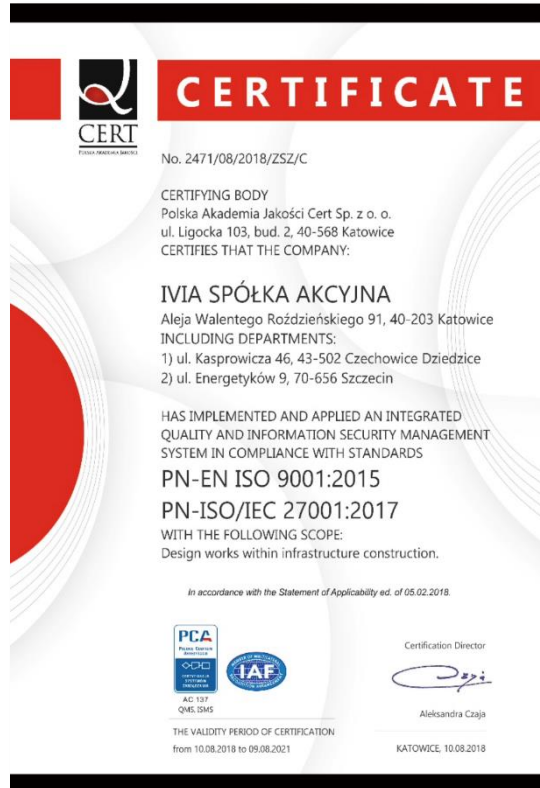 CERTIFICATE
CERT
POLSKA AKADEMIA JAKOŚCI
No. 2471/08/2018/ZSZ/C
CERTIFYING BODY
Polska Akademia Jakości Cert Sp. z o. o.
ul. Ligocka 103, bud. 2, 40-568 Katowice
CERTIFIES THAT THE COMPANY:
IVIA SPÓŁKA AKCYJNA
Aleja Walentego Roździeńskiego 91, 40-203 Katowice
INCLUDING DEPARTMENTS:
1) ul. Kasprowicza 46, 43-502 Czechowice Dziedzice
2) ul. Energetyków 9, 70-656 Szczecin
HAS IMPLEMENTED AND APPLIED AN INTEGRATED
QUALITY AND INFORMATION SECURITY MANAGEMENT
SYSTEM IN COMPLIANCE WITH STANDARDS
PN-EN ISO 9001:2015
PN-ISO/IEC 27001:2017
WITH THE FOLLOWING SCOPE:
Design works within infrastructure construction.
In accordance with the Statement of Applicability ed. of 05.02.2018.
PCA
POLSKIE CENTRUM
AKREDYTACJI
CERTYFIKACJA
SYSTEMÓW
ZARZĄDZANIA
AC 137
QMS, ISMS
IAF
Certification Director
Aleksandra Czaja
THE VALIDITY PERIOD OF CERTIFICATION
from 10.08.2018 to 09.08.2021
KATOWICE, 10.08.2018